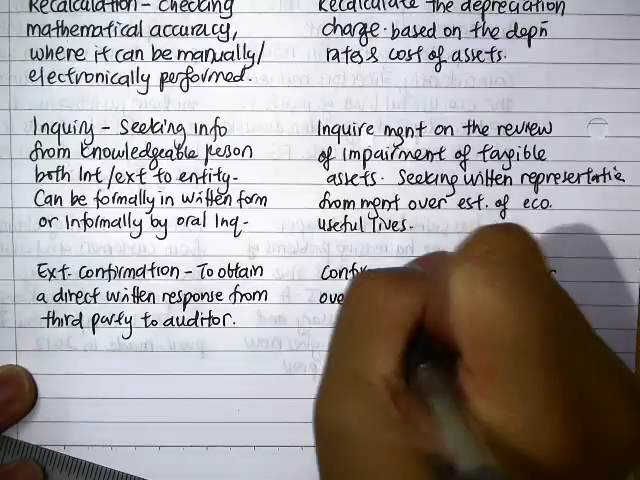 Recalculation - checking
mathematical accuracy,
where it can be manually/
electronically performed.
Recalculate the depreciation
charge. based on the depñ
rates & cost of assets.
Inquiry - Seeking info
from knowledgeable person
both Int/ext to entity.
Can be formally in written form
or informally by oral Inq-
Inquire mgnt on the review
of impairment of tangible
assets. Seeking written representatio
from mgnt over est. of eco.
useful lives.
Ext. confirmation - To obtain
a direct written response from
third party to auditor.